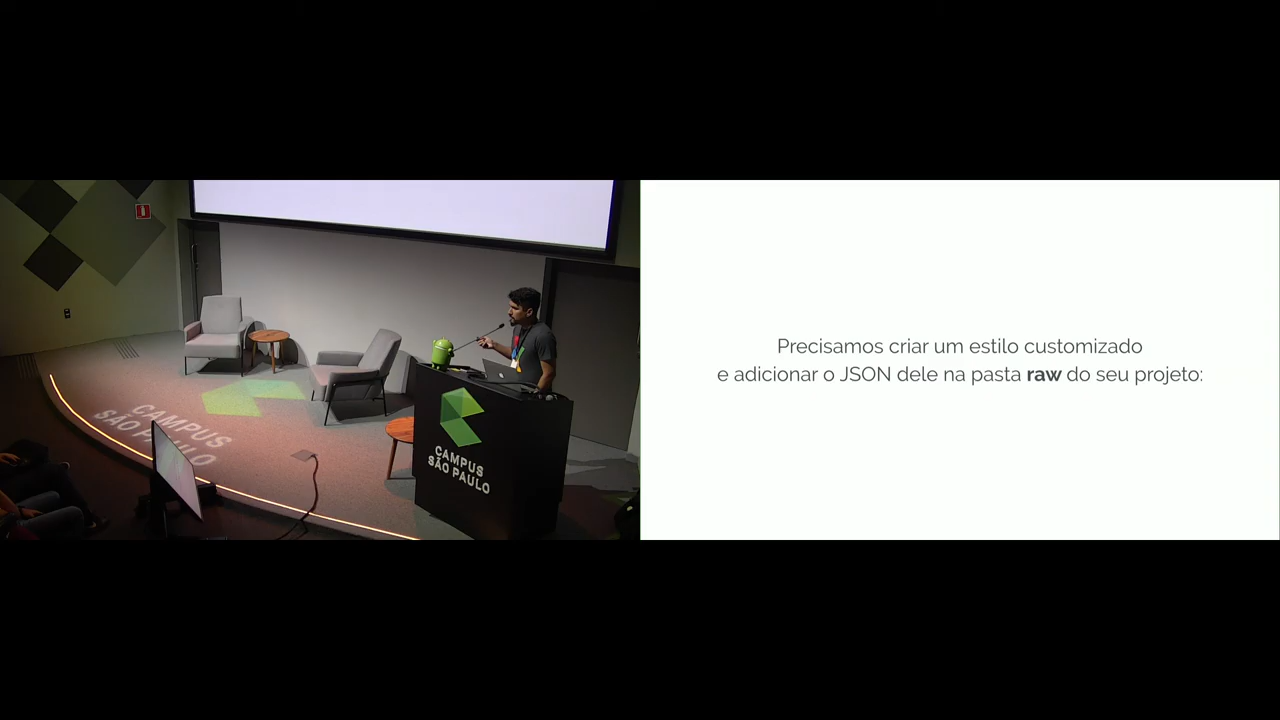 CAMPUS
SÃO PAULO
CAMPUS
SÃO PAULO
Precisamos criar um estilo customizado
e adicionar o JSON dele na pasta raw do seu projeto: